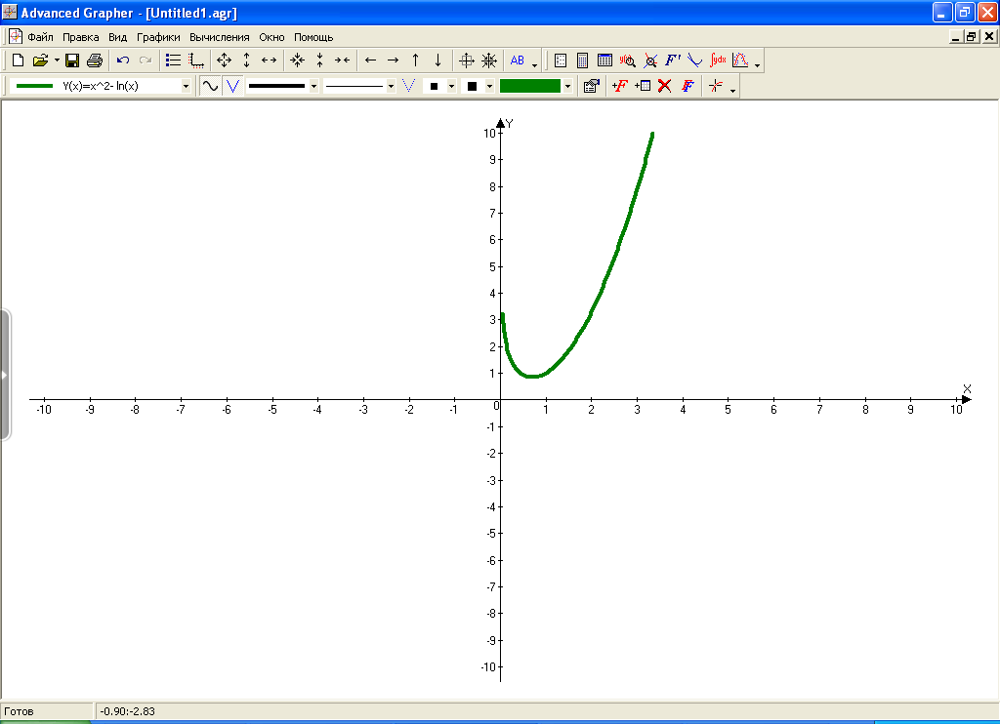 Advanced Grapher - [Untitled1.agr]
Файл Правка Вид Графики Вычисления Окно Помощь
AB y(x) F' ∫ydx
Y(x)=x^2- ln(x) +F + F
Y
10
9
8
7
6
5
4
3
2
1
X
-10 -9 -8 -7 -6 -5 -4 -3 -2 -1 0 1 2 3 4 5 6 7 8 9 10
-1
-2
-3
-4
-5
-6
-7
-8
-9
-10
Готов -0.90:-2.83